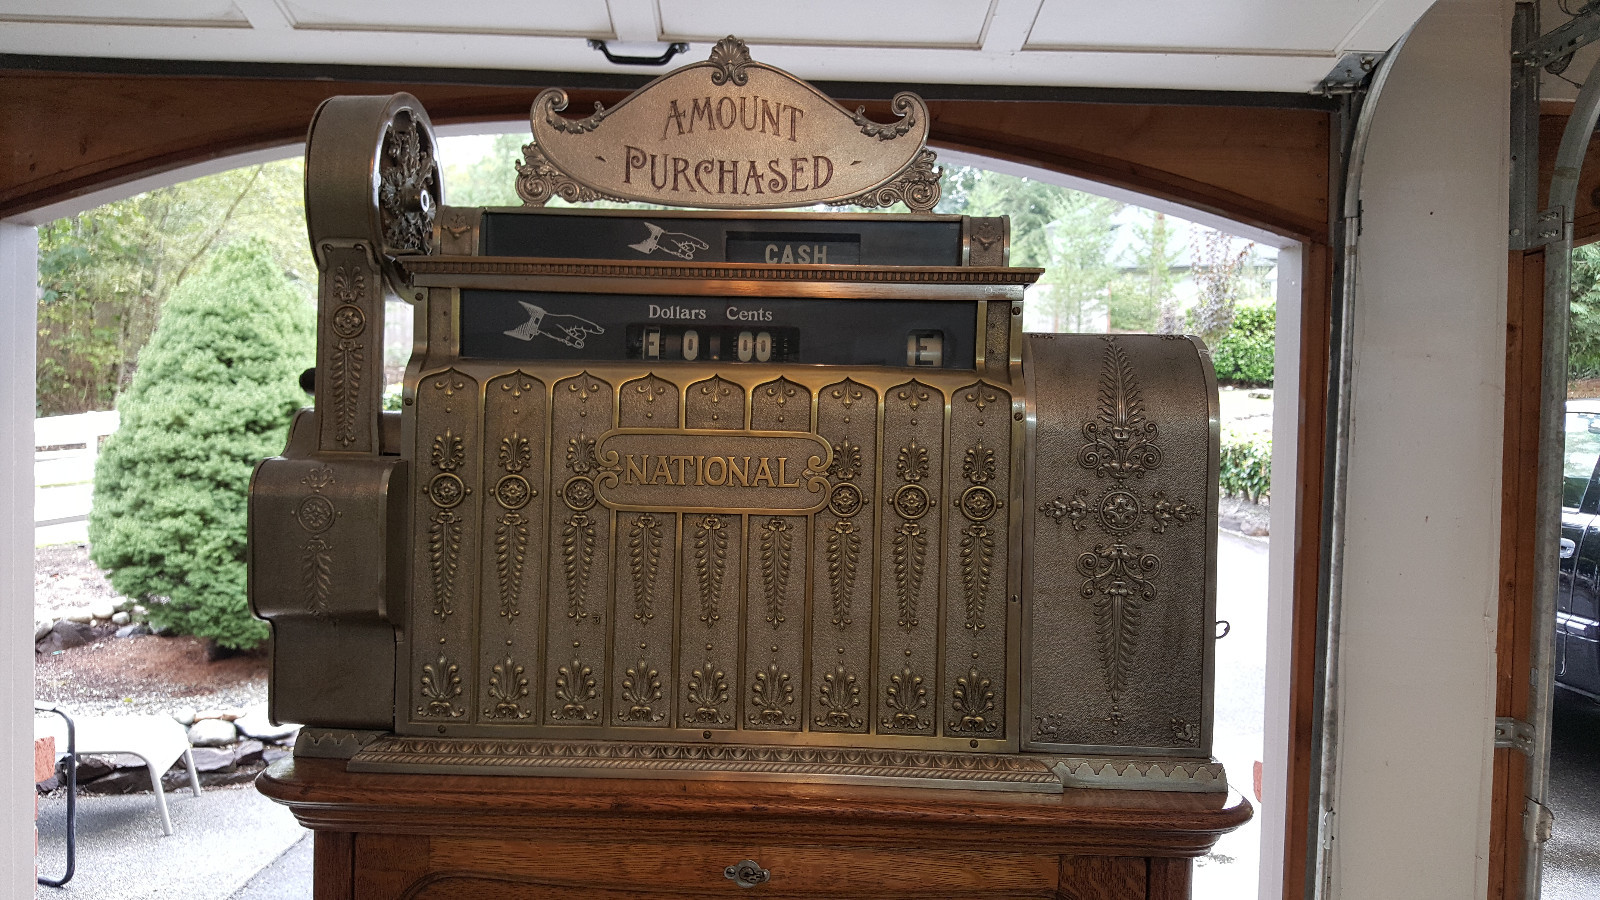 AMOUNT
- PURCHASED -
CASH
Dollars Cents
E 0 . 00 E
NATIONAL